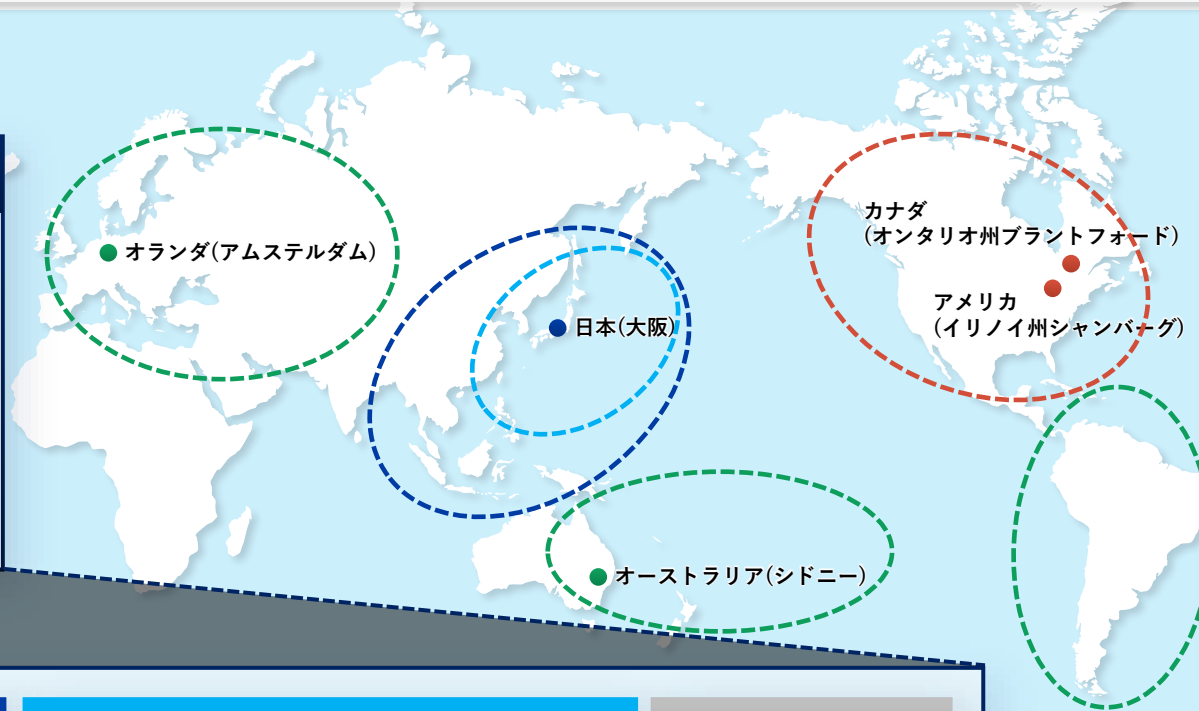 カナダ
(オンタリオ州ブラントフォード)
オランダ(アムステルダム)
アメリカ
(イリノイ州シャンバーグ)
日本(大阪)
オーストラリア(シドニー)